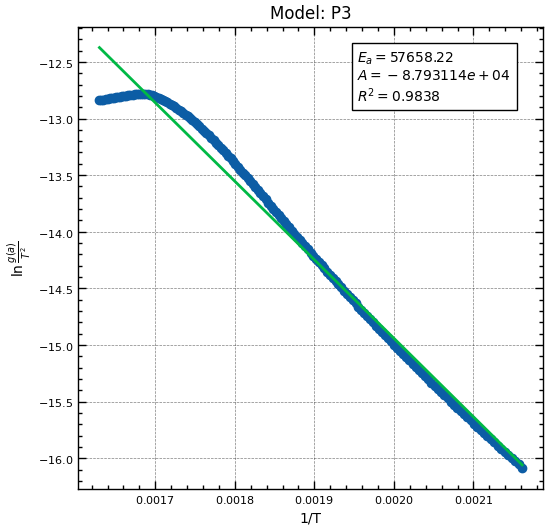 Model: P3
E_a = 57658.22
A = −8.793114e + 04
R² = 0.9838
−12.5
−13.0
−13.5
−14.0
−14.5
−15.0
−15.5
−16.0
ln g(a)/T²
0.0017 0.0018 0.0019 0.0020 0.0021
1/T